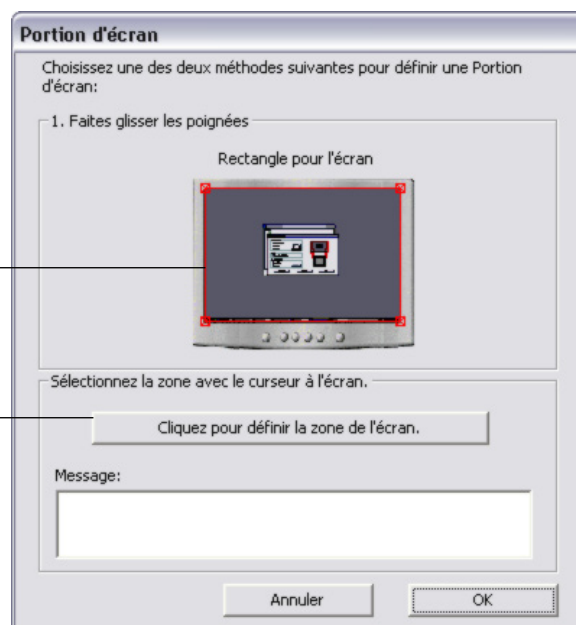 Portion d'écran
Choisissez une des deux méthodes suivantes pour définir une Portion
d'écran:
1. Faites glisser les poignées
Rectangle pour l'écran
Sélectionnez la zone avec le curseur à l'écran.
Cliquez pour définir la zone de l'écran.
Message:
Annuler
OK